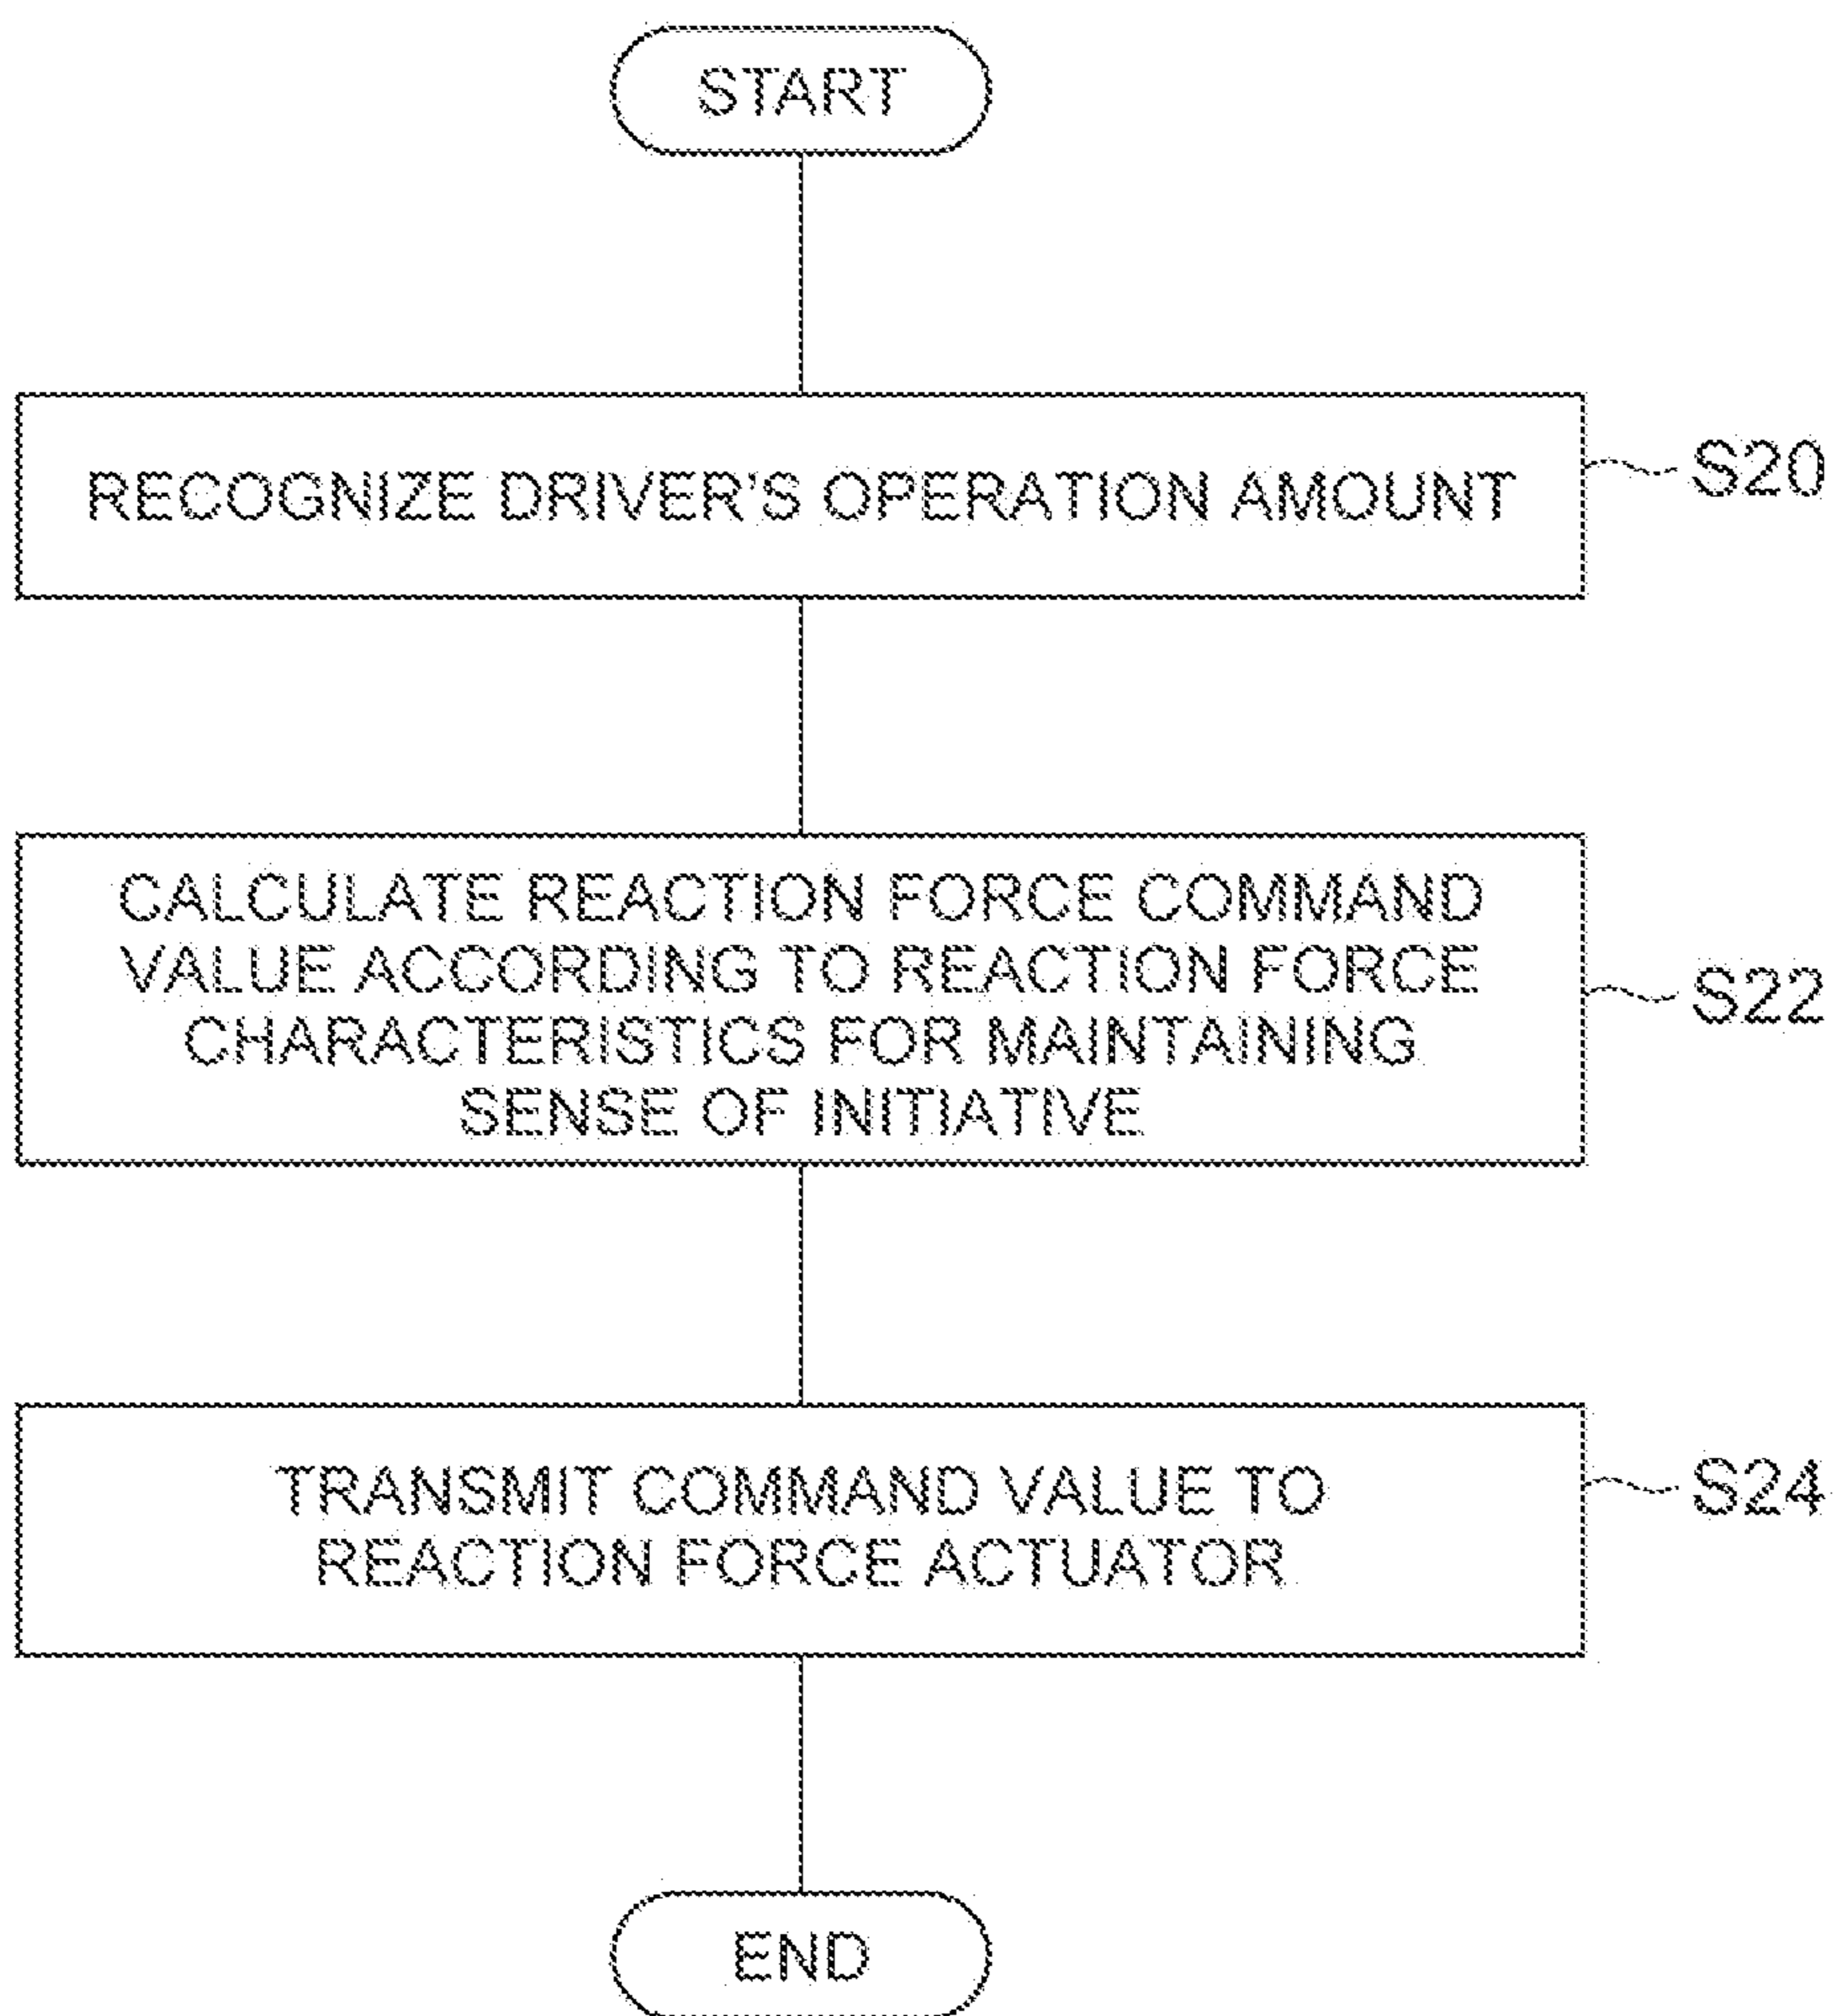 START
RECOGNIZE DRIVER'S OPERATION AMOUNT
S20
CALCULATE REACTION FORCE COMMAND
VALUE ACCORDING TO REACTION FORCE
CHARACTERISTICS FOR MAINTAINING
SENSE OF INITIATIVE
S22
TRANSMIT COMMAND VALUE TO
REACTION FORCE ACTUATOR
S24
END